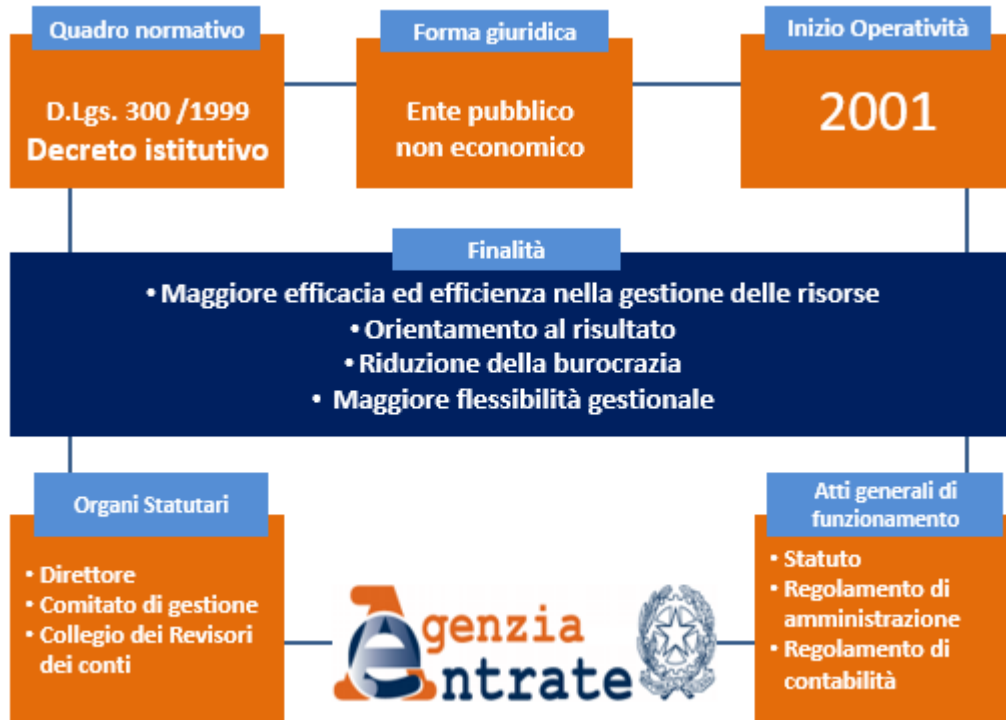 Quadro normativo
D.Lgs. 300 /1999
Decreto istitutivo
Forma giuridica
Ente pubblico
non economico
Inizio Operatività
2001
Finalità
• Maggiore efficacia ed efficienza nella gestione delle risorse
• Orientamento al risultato
• Riduzione della burocrazia
• Maggiore flessibilità gestionale
Organi Statutari
• Direttore
• Comitato di gestione
• Collegio dei Revisori
dei conti
Agenzia
Entrate
Atti generali di
funzionamento
• Statuto
• Regolamento di
amministrazione
• Regolamento di
contabilità